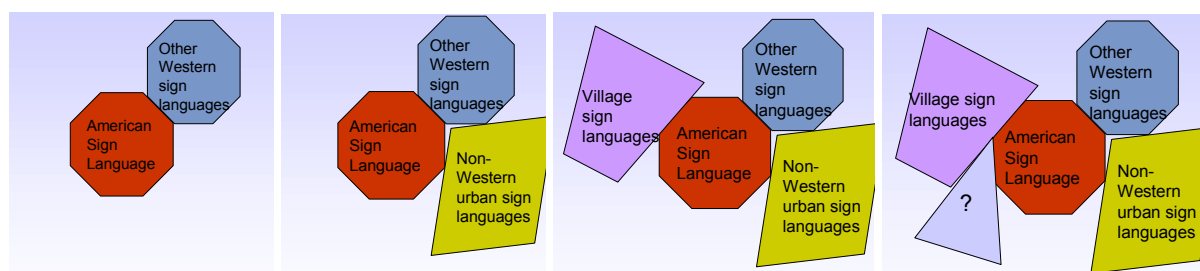 Other
Western
sign
languages
American
Sign
Language
Other
Western
sign
languages
American
Sign
Language
Non-
Western
urban sign
languages
Village
sign
languages
Other
Western
sign
languages
American
Sign
Language
Non-
Western
urban sign
languages
Village sign
languages
Other
Western
sign
languages
American
Sign
Language
Non-
Western
urban sign
languages
?